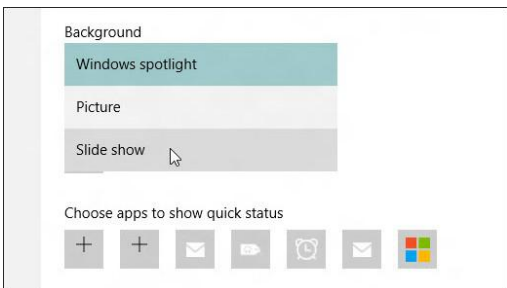 Background
Windows spotlight
Picture
Slide show
Choose apps to show quick status